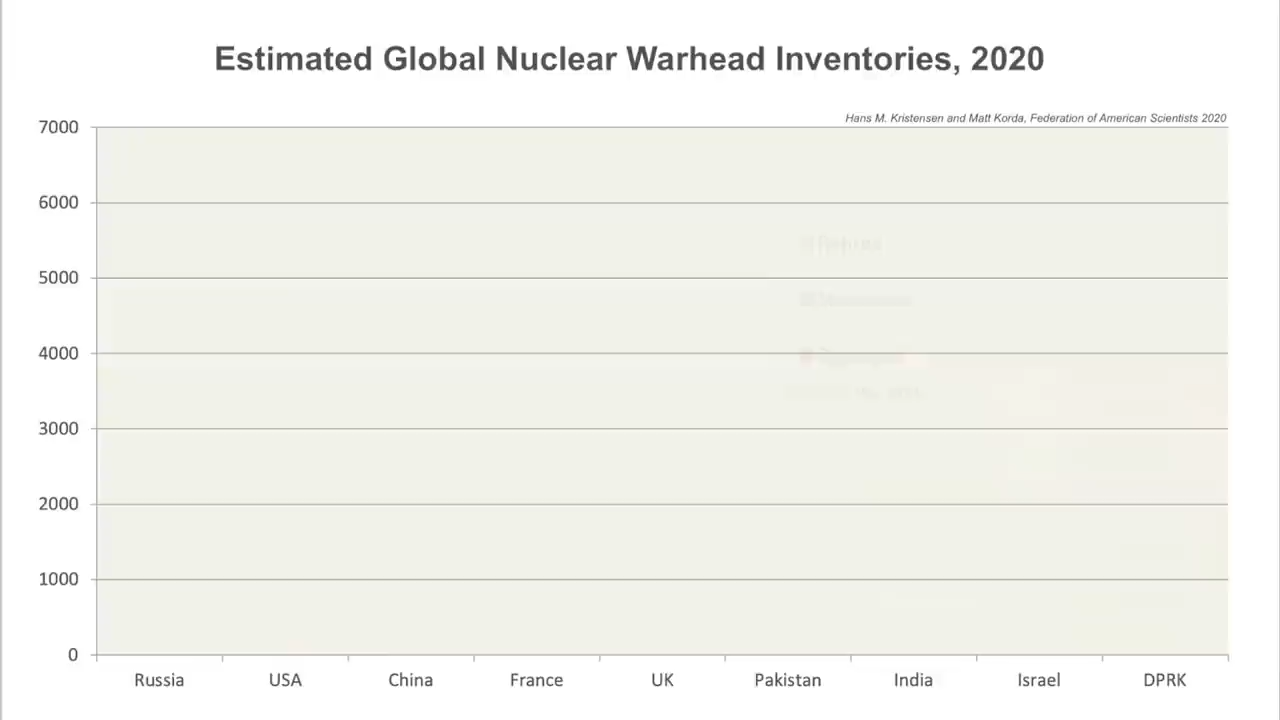 Estimated Global Nuclear Warhead Inventories, 2020
Hans M. Kristensen and Matt Korda, Federation of American Scientists 2020
7000
6000
5000
4000
3000
2000
1000
0
Russia USA China France UK Pakistan India Israel DPRK